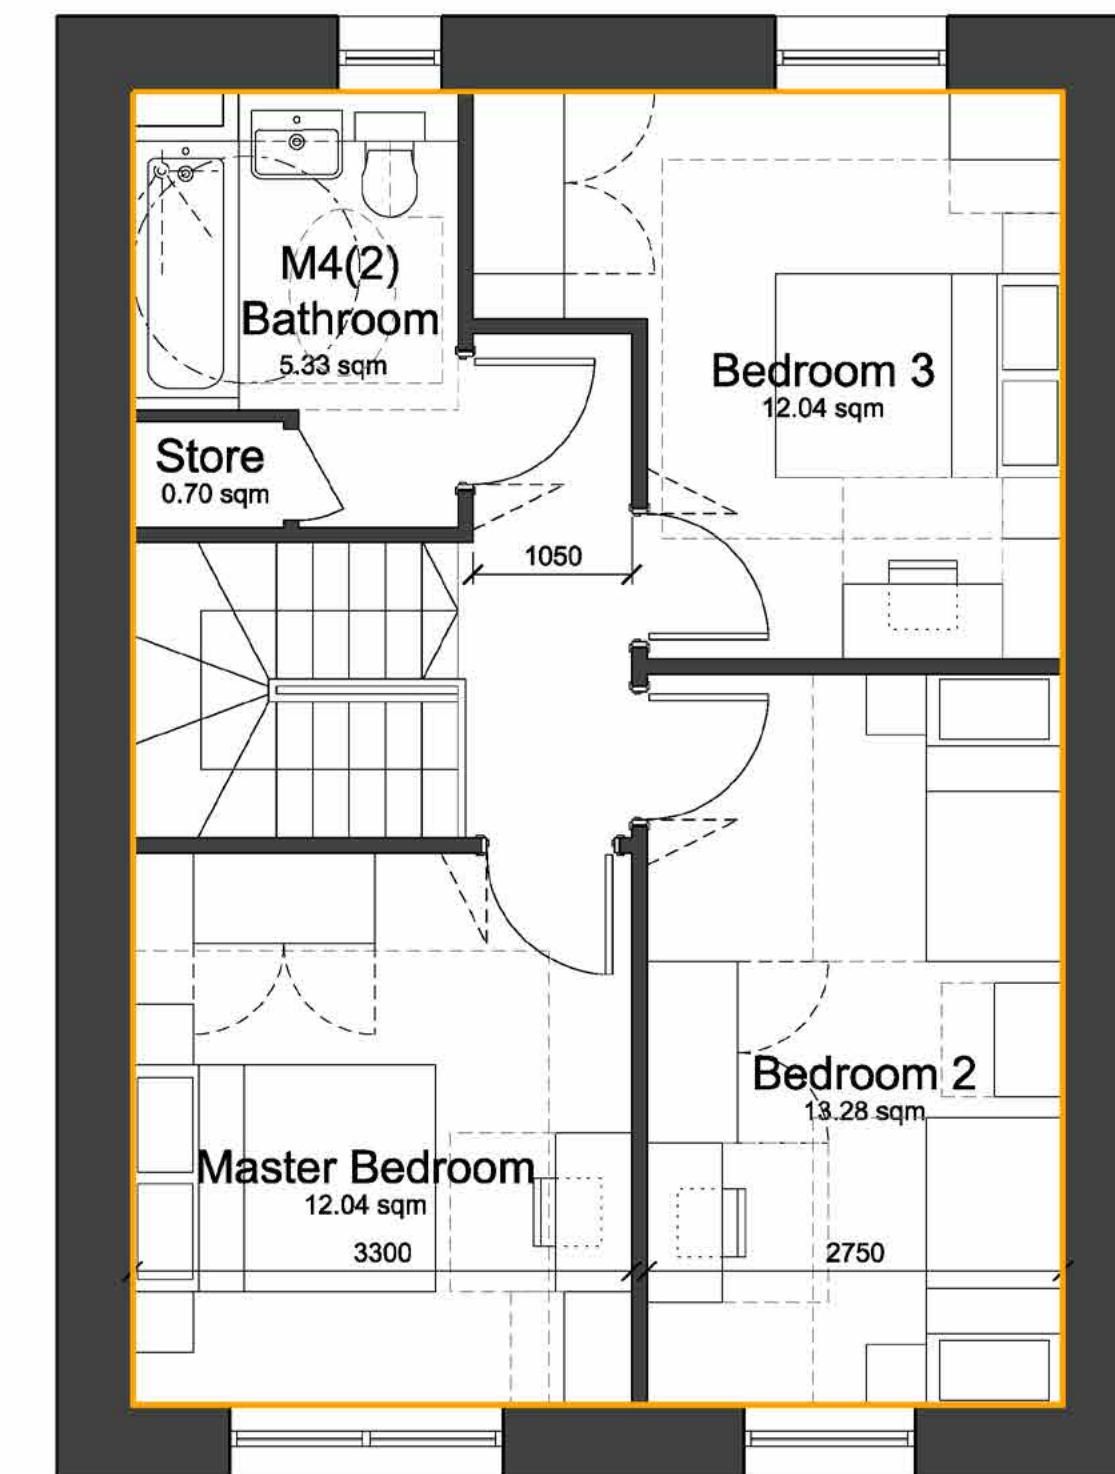 M4(2)
Bathroom
5.33 sqm
Bedroom 3
12.04 sqm
Store
0.70 sqm
1050
Bedroom 2
13.28 sqm
Master Bedroom
12.04 sqm
3300
2750